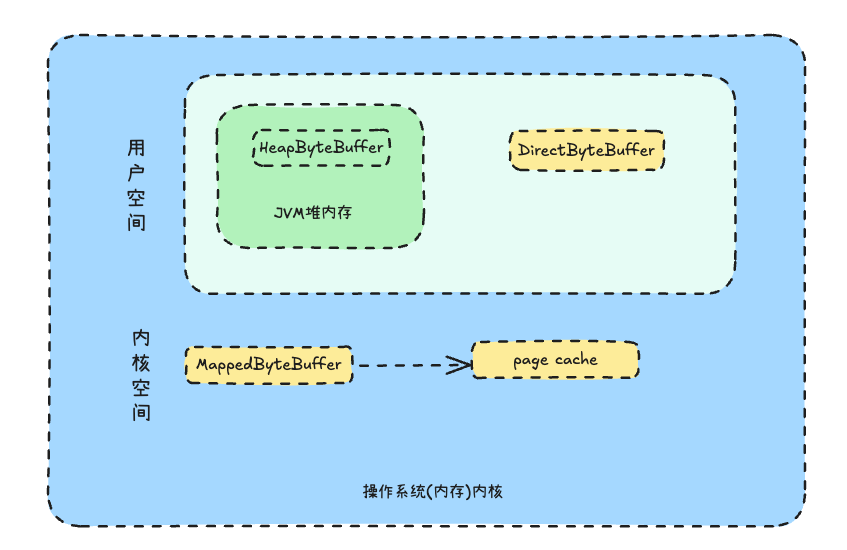 用户空间
HeapByteBuffer
DirectByteBuffer
JVM堆内存
内核空间
MappedByteBuffer
page cache
操作系统(内存)内核